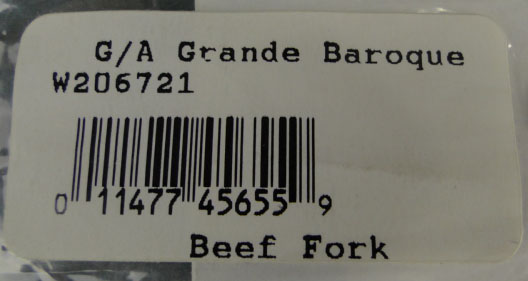 G/A Grande Baroque
W206721
0 11477 45655 9
Beef Fork